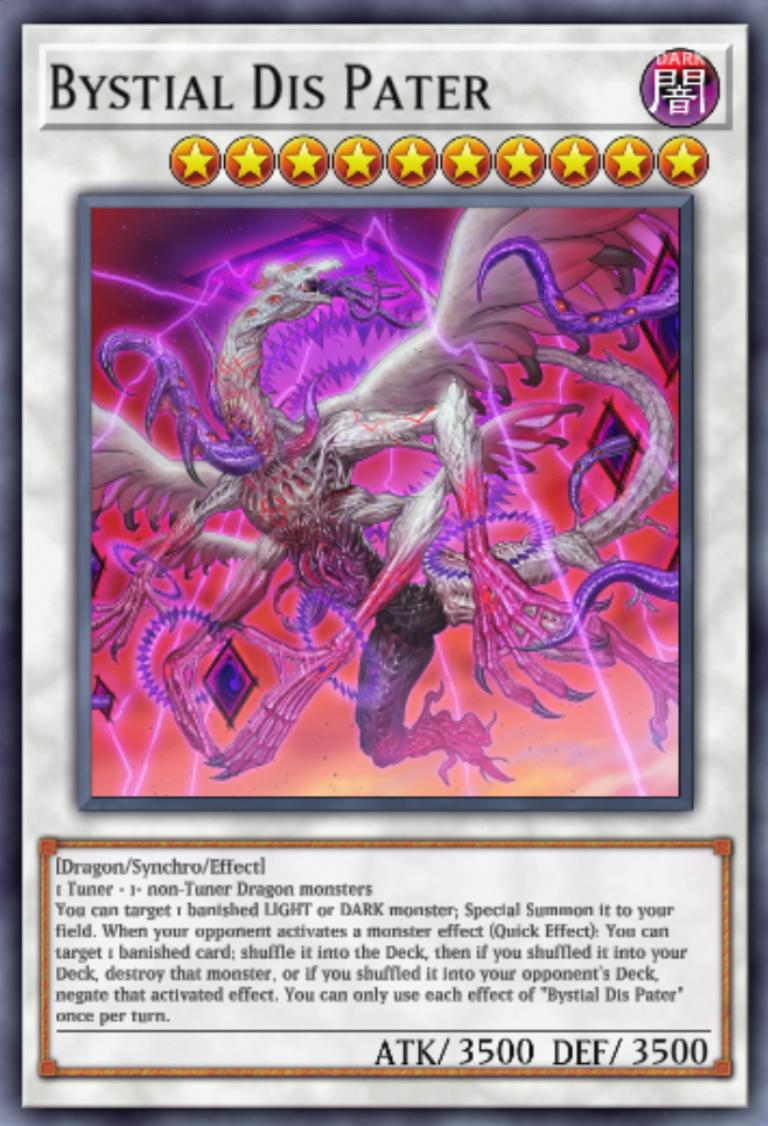 BYSTIAL DIS PATER
DARK
闇
[Dragon/Synchro/Effect]
1 Tuner + 1+ non-Tuner Dragon monsters
You can target 1 banished LIGHT or DARK monster; Special Summon it to your
field. When your opponent activates a monster effect (Quick Effect): You can
target 1 banished card; shuffle it into the Deck, then if you shuffled it into your
Deck, destroy that monster, or if you shuffled it into your opponent's Deck,
negate that activated effect. You can only use each effect of "Bystial Dis Pater"
once per turn.
ATK/ 3500 DEF/ 3500